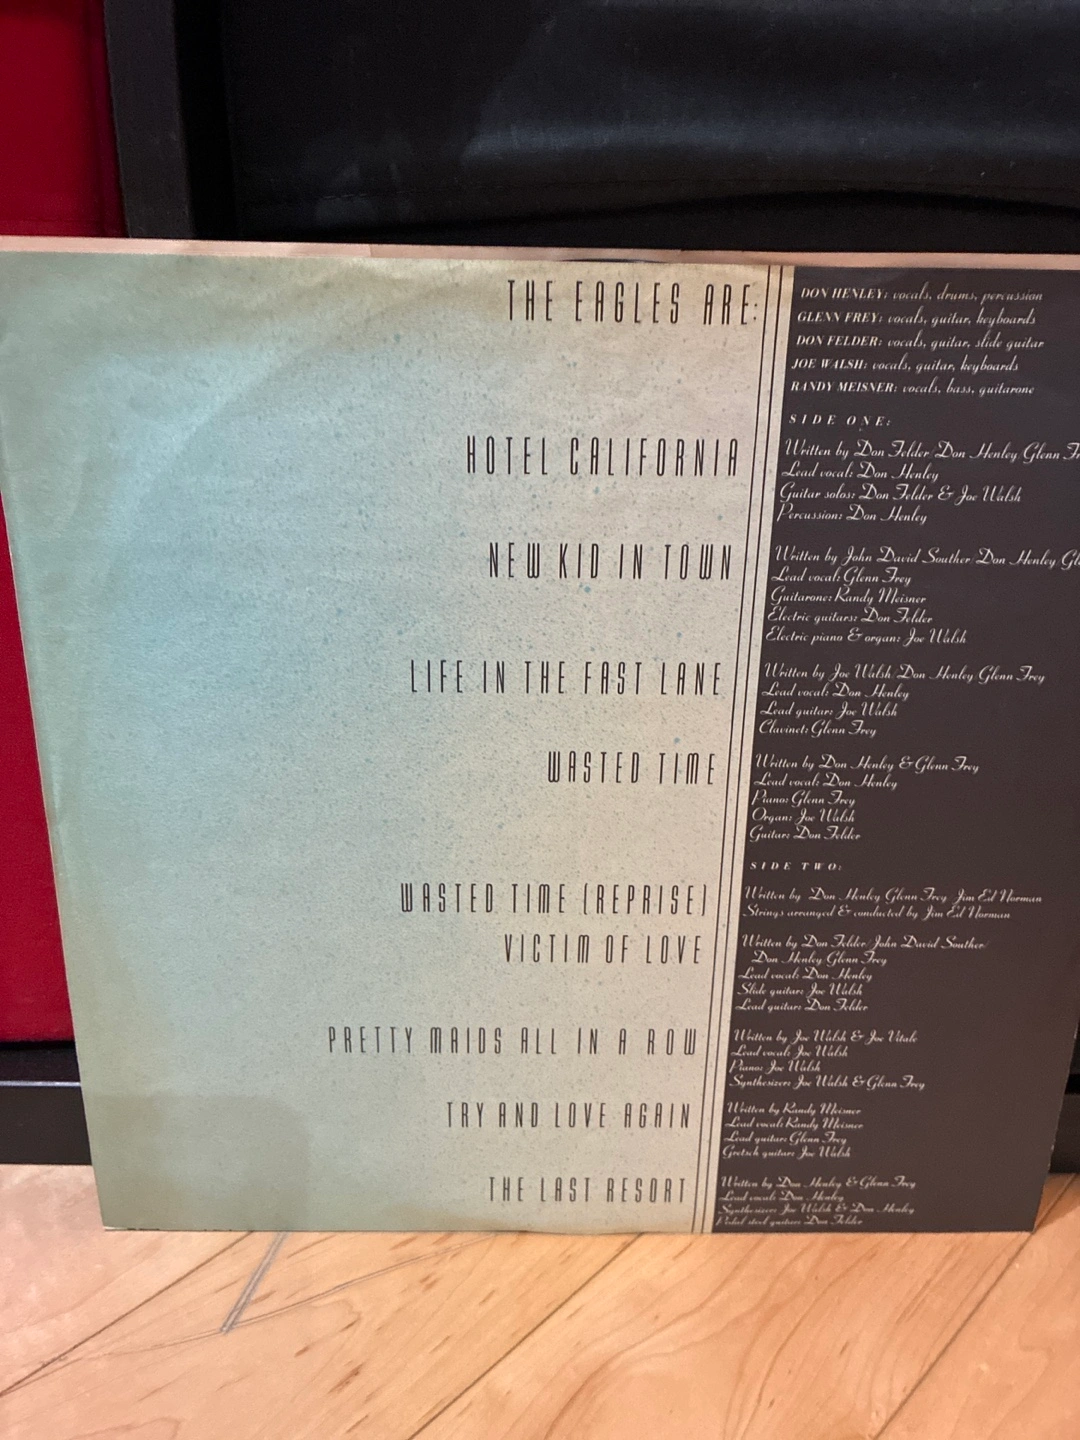 THE EAGLES ARE:
DON HENLEY: vocals, drums, percussion
GLENN FREY: vocals, guitar, keyboards
DON FELDER: vocals, guitar, slide guitar
JOE WALSH: vocals, guitar, keyboards
RANDY MEISNER: vocals, bass, guitarone
SIDE ONE:
HOTEL CALIFORNIA
Written by Don Felder/Don Henley/Glenn Fr
Lead vocal: Don Henley
Guitar solos: Don Felder & Joe Walsh
Percussion: Don Henley
NEW KID IN TOWN
Written by John David Souther/Don Henley/Gl
Lead vocal: Glenn Frey
Guitarone: Randy Meisner
Electric guitars: Don Felder
Electric piano & organ: Joe Walsh
LIFE IN THE FAST LANE
Written by Joe Walsh/Don Henley/Glenn Frey
Lead vocal: Don Henley
Lead guitar: Joe Walsh
Clavinet: Glenn Frey
WASTED TIME
Written by Don Henley & Glenn Frey
Lead vocal: Don Henley
Piano: Glenn Frey
Organ: Joe Walsh
Guitar: Don Felder
SIDE TWO:
WASTED TIME (REPRISE)
Written by Don Henley/Glenn Frey/Jim Ed Norman
Strings arranged & conducted by Jim Ed Norman
VICTIM OF LOVE
Written by Don Felder/John David Souther/
Don Henley/Glenn Frey
Lead vocal: Don Henley
Slide guitar: Joe Walsh
Lead guitar: Don Felder
PRETTY MAIDS ALL IN A ROW
Written by Joe Walsh & Joe Vitale
Lead vocal: Joe Walsh
Piano: Joe Walsh
Synthesizer: Joe Walsh & Glenn Frey
TRY AND LOVE AGAIN
Written by Randy Meisner
Lead vocal: Randy Meisner
Lead guitar: Glenn Frey
Gretsch guitar: Joe Walsh
THE LAST RESORT
Written by Don Henley & Glenn Frey
Lead vocal: Don Henley
Synthesizer: Joe Walsh & Don Henley
Pedal steel guitar: Don Felder